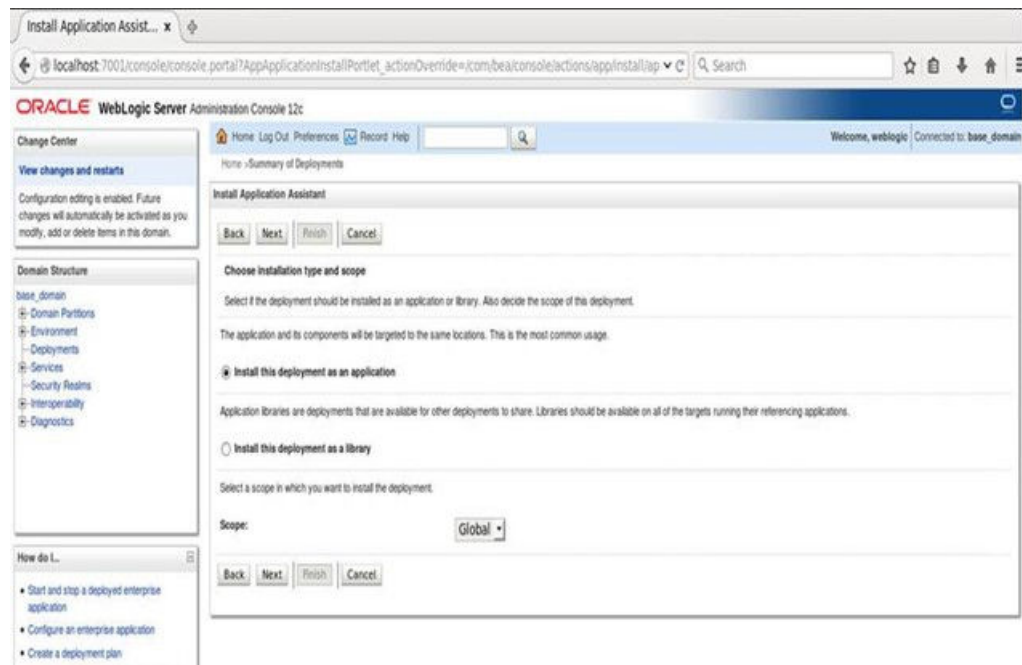 Install Application Assist... x
localhost:7001/console/console.portal?AppApplicationInstallPortlet_actionOverride=/com/bea/console/actions/app/install/ap
Search
ORACLE WebLogic Server Administration Console 12c
Change Center
View changes and restarts
Configuration editing is enabled. Future
changes will automatically be activated as you
modify, add or delete items in this domain.
Domain Structure
base_domain
Domain Partitions
Environment
Deployments
Services
Security Realms
Interoperability
Diagnostics
How do I...
Start and stop a deployed enterprise
application
Configure an enterprise application
Create a deployment plan
Home Log Out Preferences Record Help
Welcome, weblogic Connected to: base_domain
Home >Summary of Deployments
Install Application Assistant
Back Next Finish Cancel
Choose installation type and scope
Select if the deployment should be installed as an application or library. Also decide the scope of this deployment.
The application and its components will be targeted to the same locations. This is the most common usage.
Install this deployment as an application
Application libraries are deployments that are available for other deployments to share. Libraries should be available on all of the targets running their referencing applications.
Install this deployment as a library
Select a scope in which you want to install the deployment.
Scope: Global
Back Next Finish Cancel